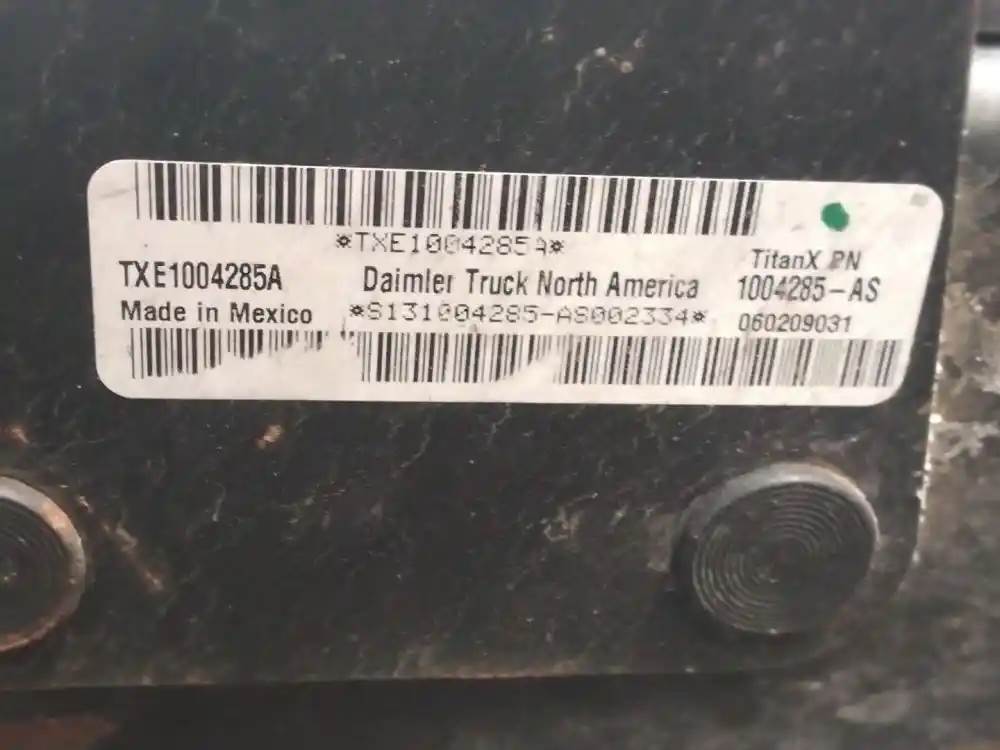 *TXE1004285A*
TXE1004285A
Daimler Truck North America
TitanX PN
1004285-AS
Made in Mexico
*S131004285-AS002334*
060209031